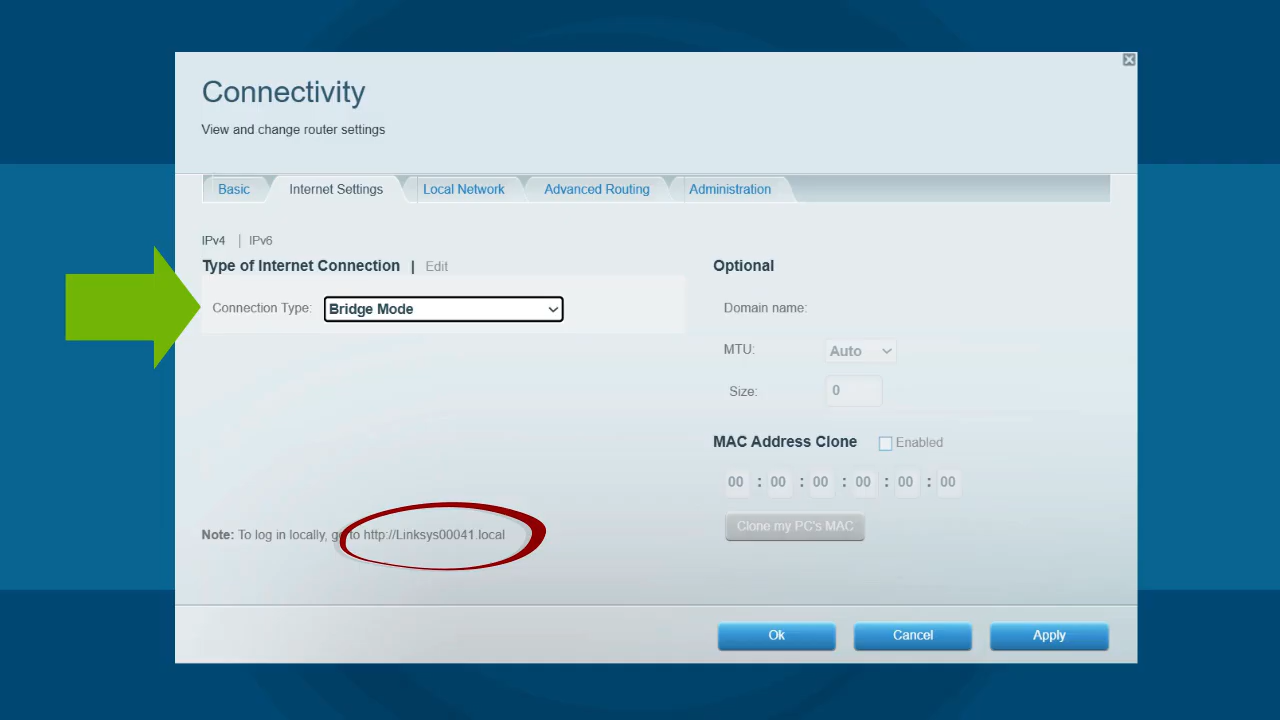 Connectivity
View and change router settings
Basic
Internet Settings
Local Network
Advanced Routing
Administration
IPv4 | IPv6
Type of Internet Connection | Edit
Connection Type: Bridge Mode
Optional
Domain name:
MTU: Auto
Size: 0
MAC Address Clone Enabled
00 : 00 : 00 : 00 : 00 : 00
Clone my PC's MAC
Note: To log in locally, go to http://Linksys00041.local
Ok
Cancel
Apply